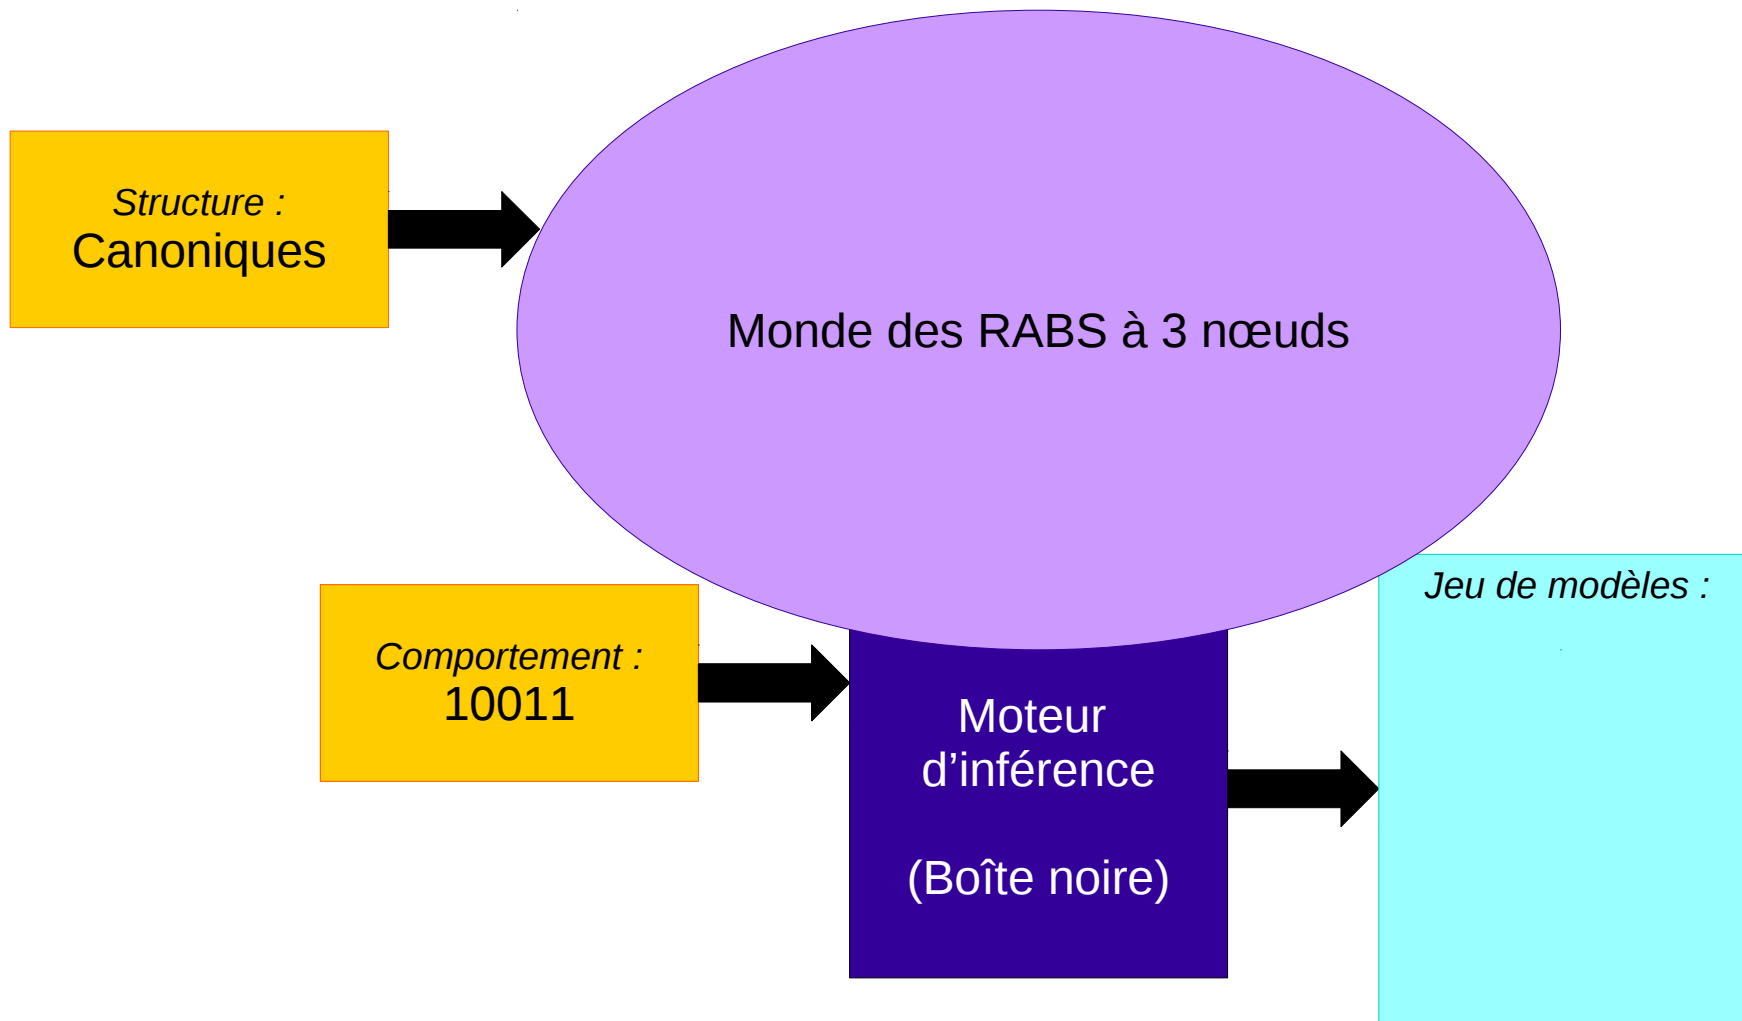 Structure :
Canoniques
Monde des RABS à 3 nœuds
Comportement :
10011
Moteur
d’inférence
(Boîte noire)
Jeu de modèles :